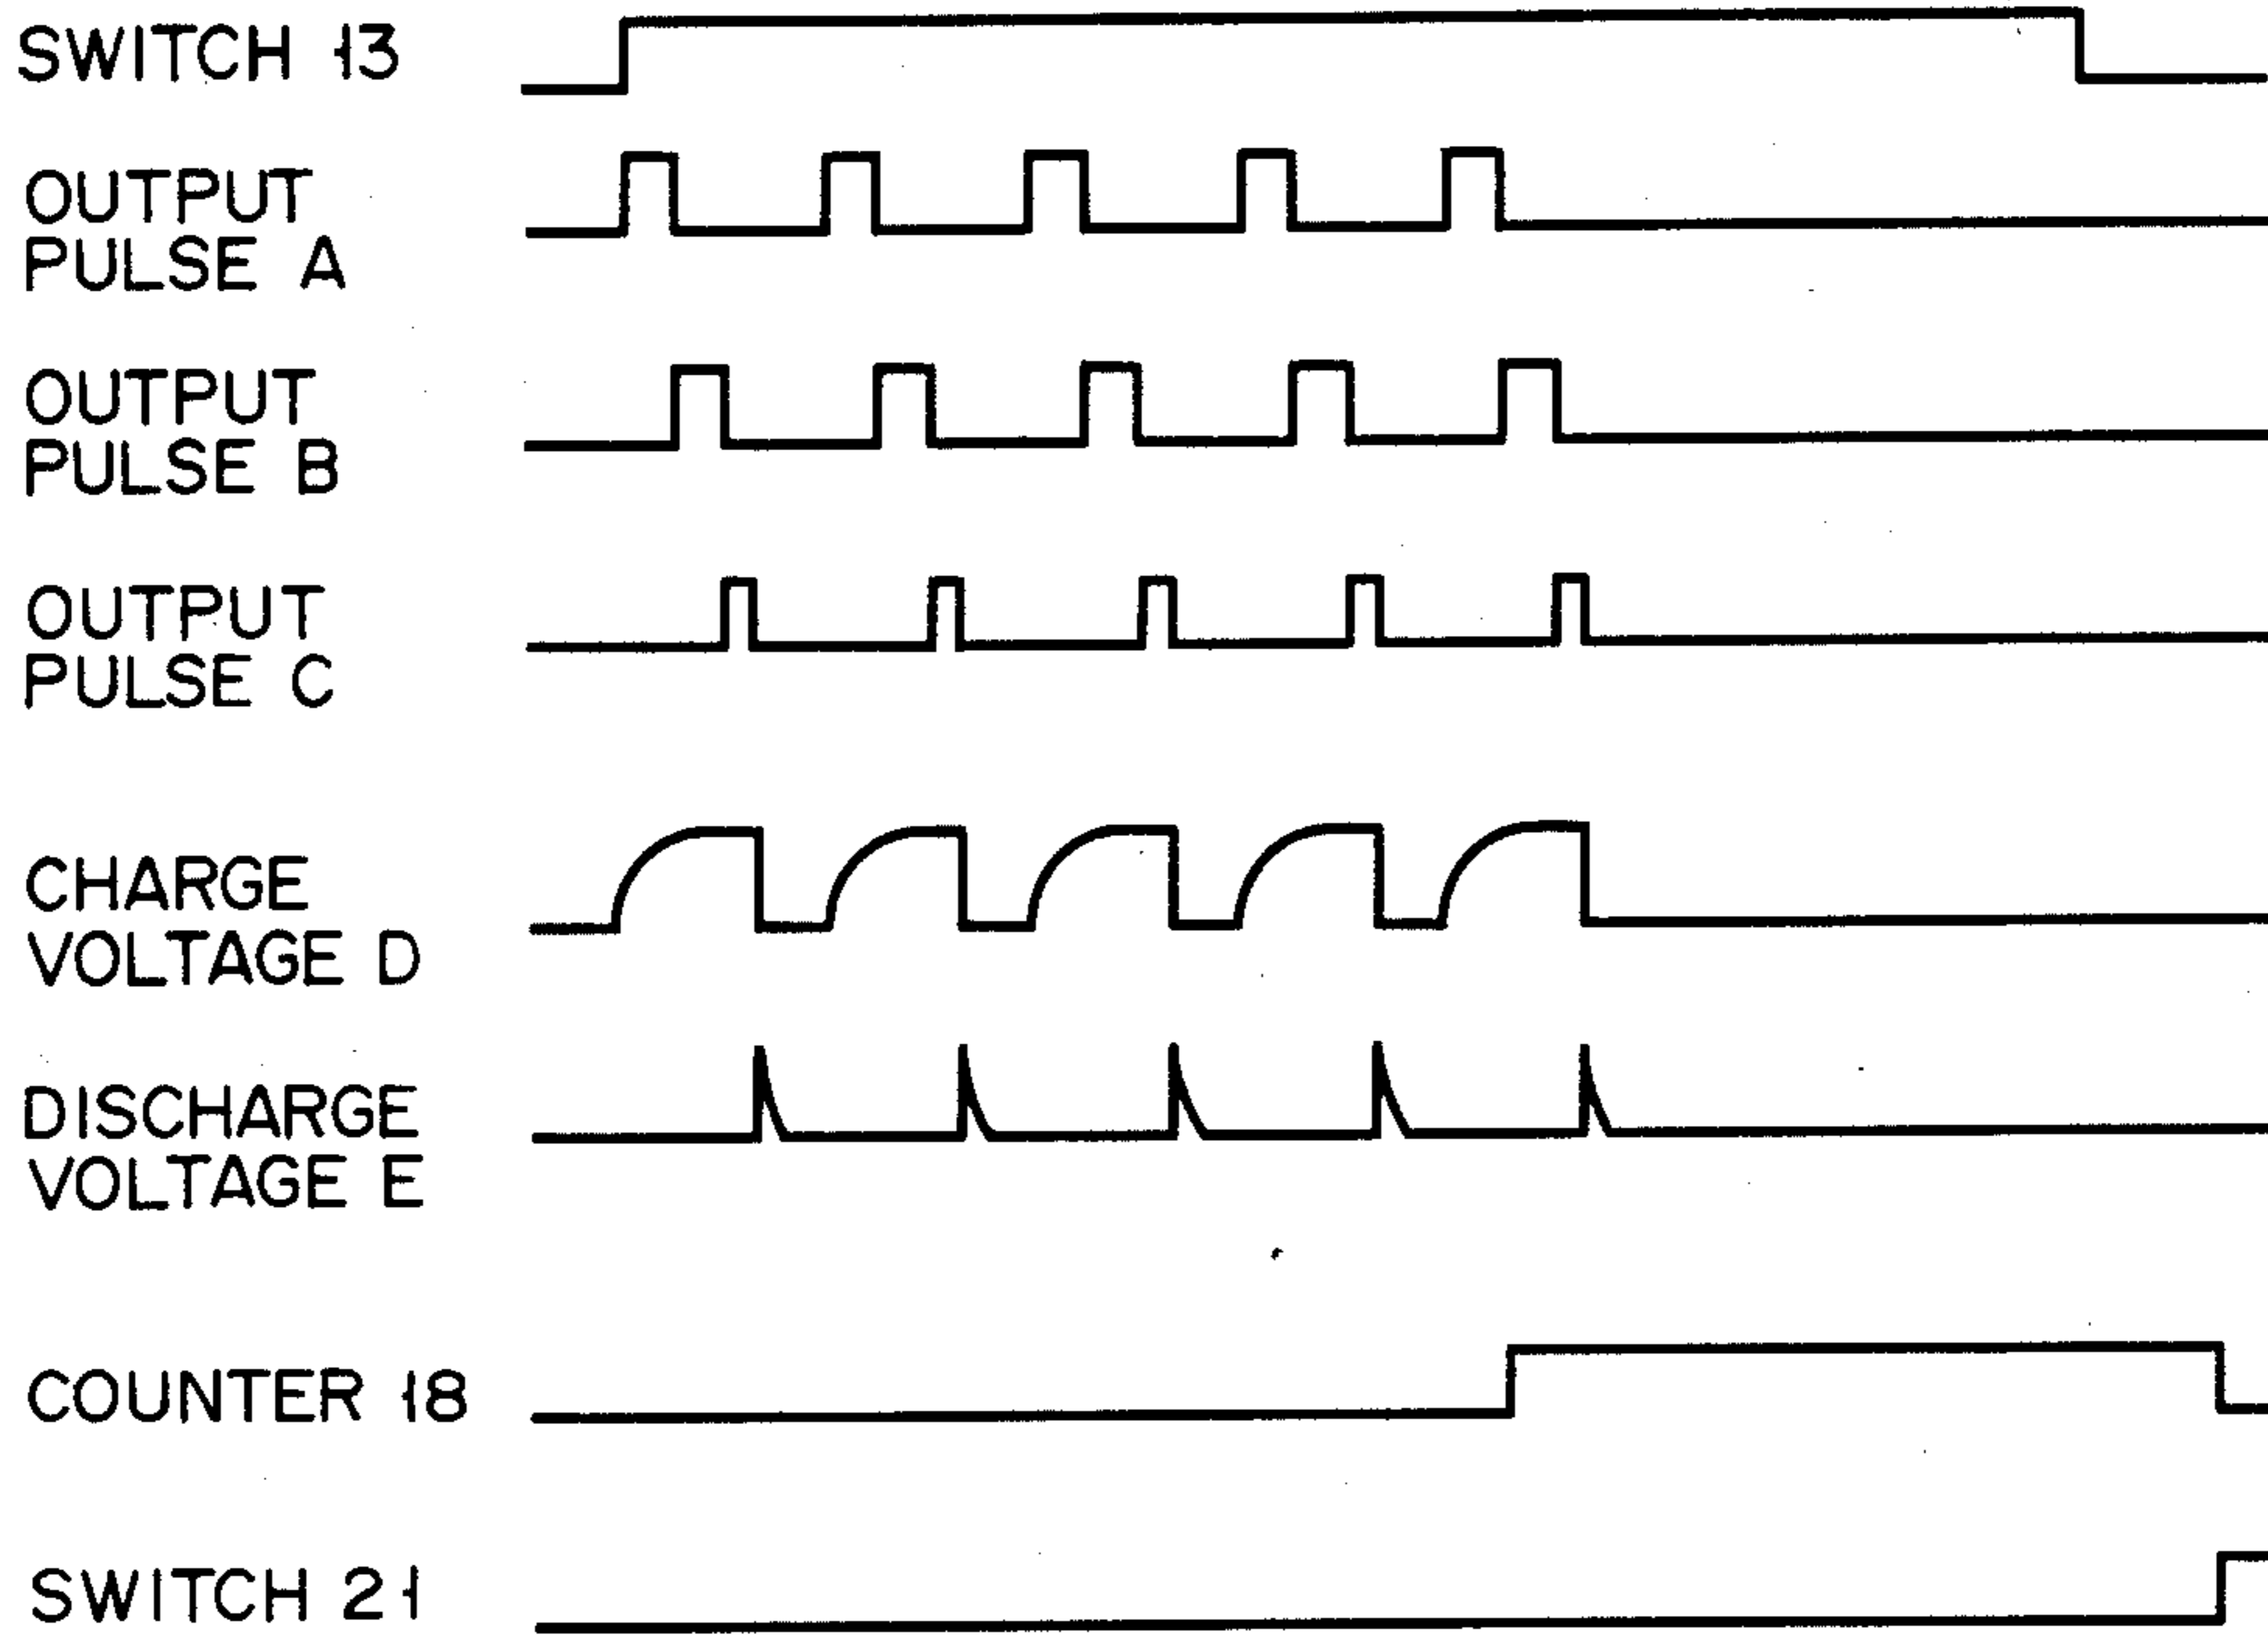 SWITCH 13
OUTPUT
PULSE A
OUTPUT
PULSE B
OUTPUT
PULSE C
CHARGE
VOLTAGE D
DISCHARGE
VOLTAGE E
COUNTER 18
SWITCH 21